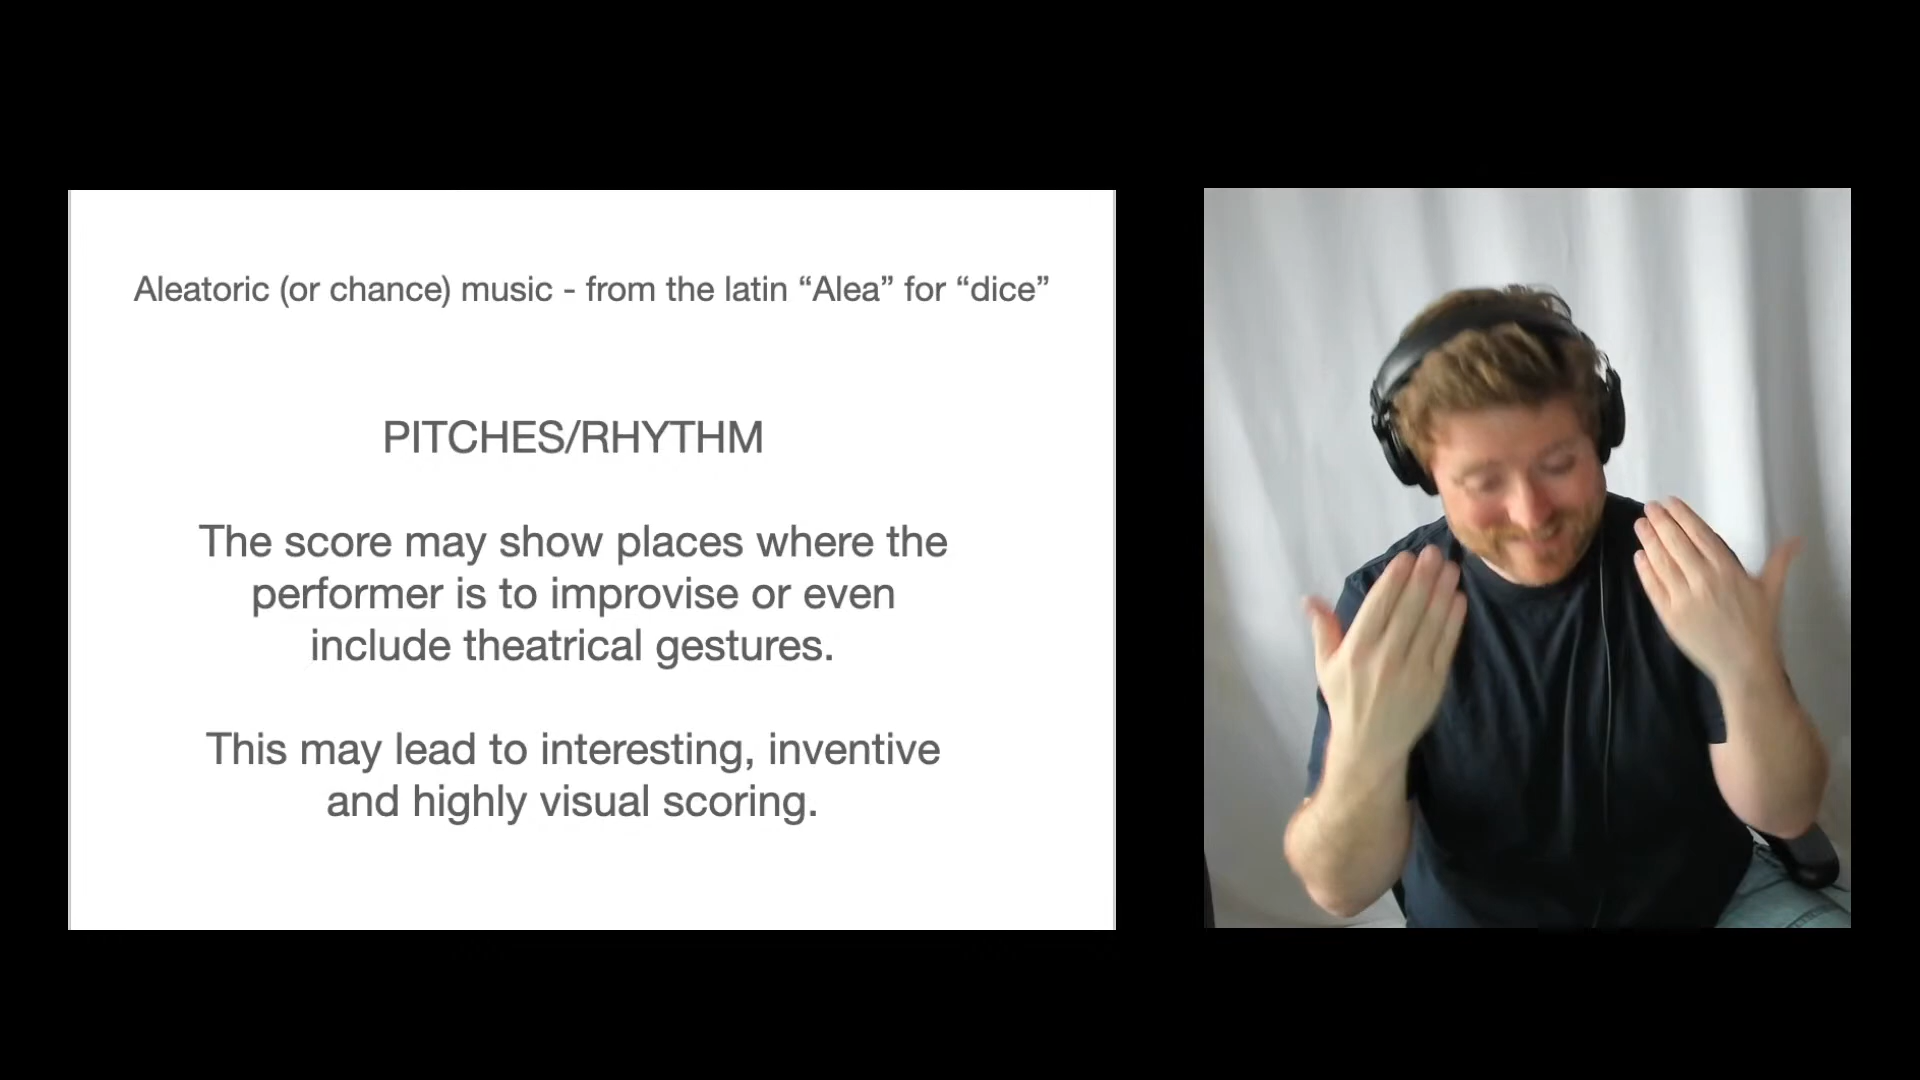 Aleatoric (or chance) music - from the latin “Alea” for “dice”
PITCHES/RHYTHM
The score may show places where the
performer is to improvise or even
include theatrical gestures.
This may lead to interesting, inventive
and highly visual scoring.